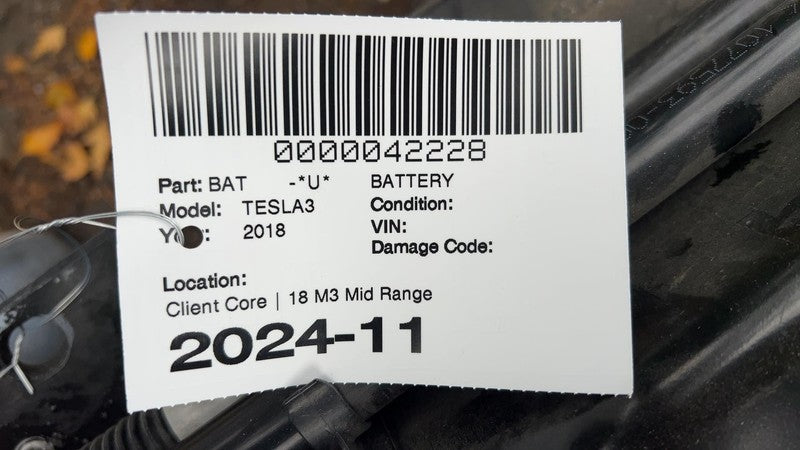 0000042228
Part: BAT -*U* BATTERY
Model: TESLA3 Condition:
2018 VIN:
Damage Code:
Location:
Client Core | 18 M3 Mid Range
2024-11